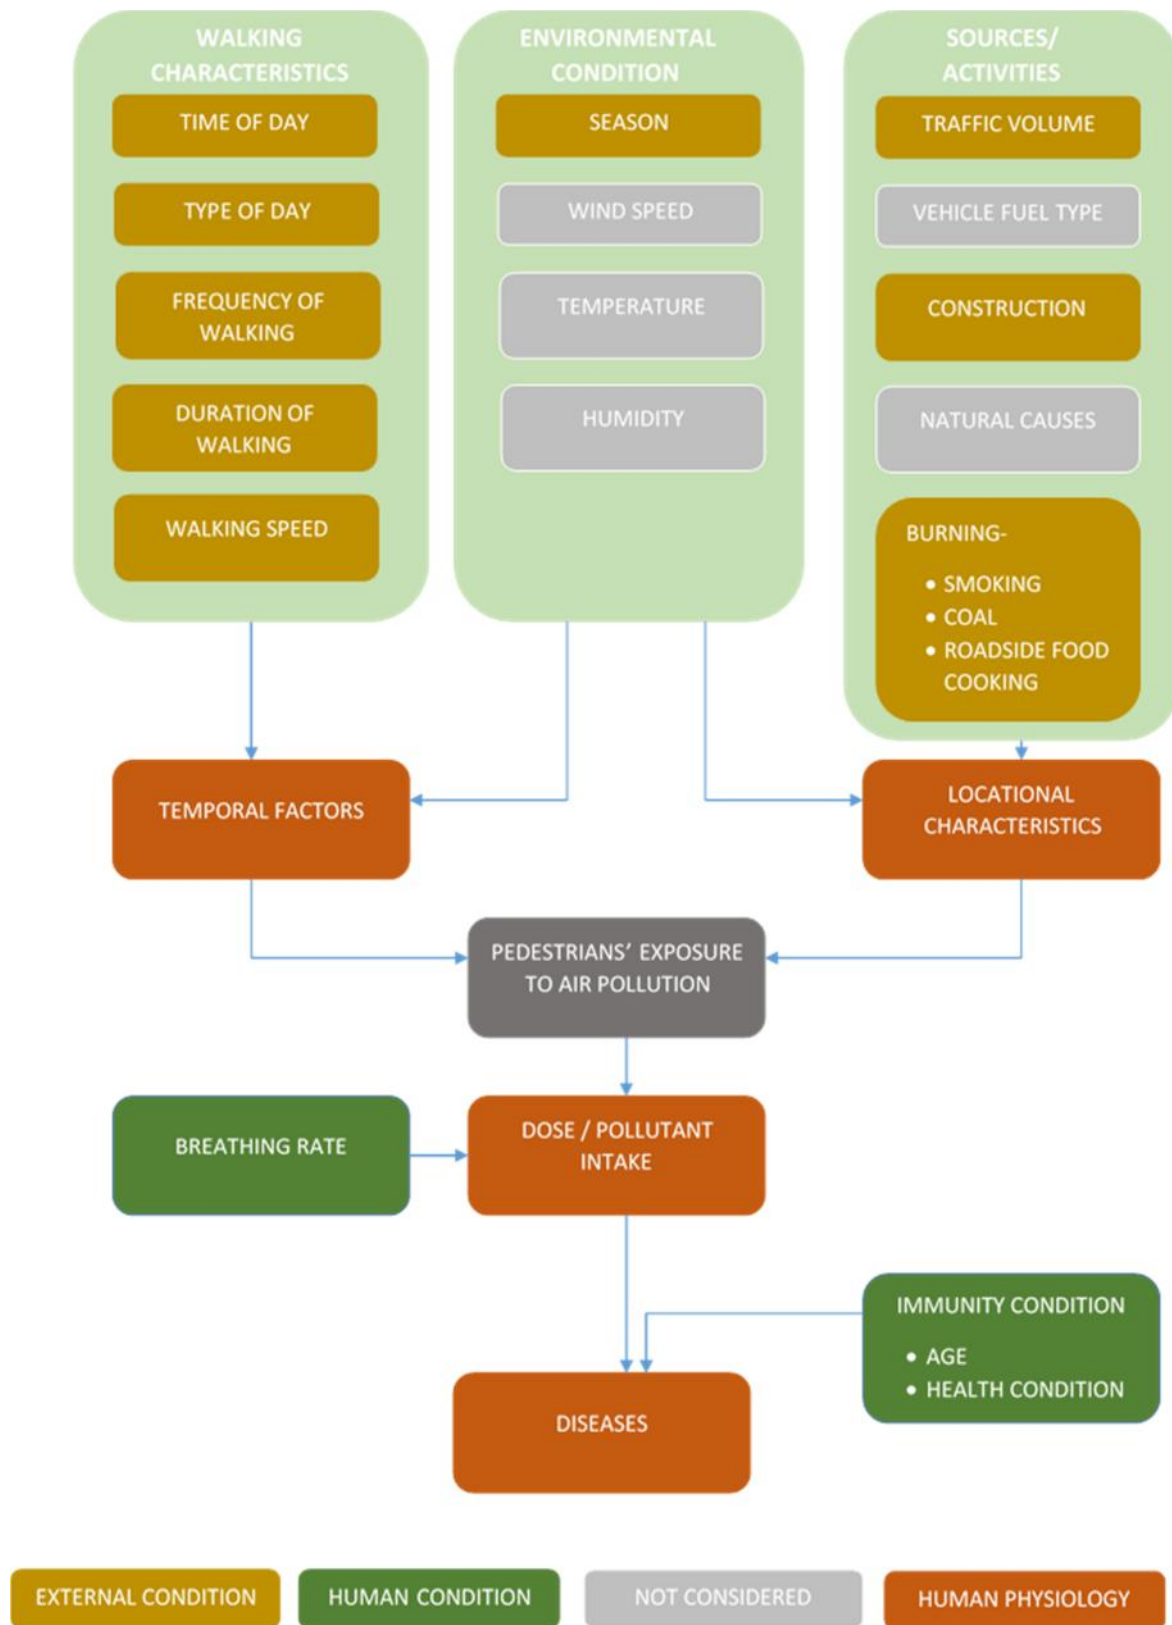 WALKING
CHARACTERISTICS
TIME OF DAY
TYPE OF DAY
FREQUENCY OF
WALKING
DURATION OF
WALKING
WALKING SPEED
ENVIRONMENTAL
CONDITION
SEASON
WIND SPEED
TEMPERATURE
HUMIDITY
SOURCES/
ACTIVITIES
TRAFFIC VOLUME
VEHICLE FUEL TYPE
CONSTRUCTION
NATURAL CAUSES
BURNING-
• SMOKING
• COAL
• ROADSIDE FOOD
COOKING
TEMPORAL FACTORS
LOCATIONAL
CHARACTERISTICS
PEDESTRIANS’ EXPOSURE
TO AIR POLLUTION
BREATHING RATE
DOSE / POLLUTANT
INTAKE
IMMUNITY CONDITION
• AGE
• HEALTH CONDITION
DISEASES
EXTERNAL CONDITION
HUMAN CONDITION
NOT CONSIDERED
HUMAN PHYSIOLOGY